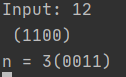 Input: 12
(1100)
n = 3(0011)